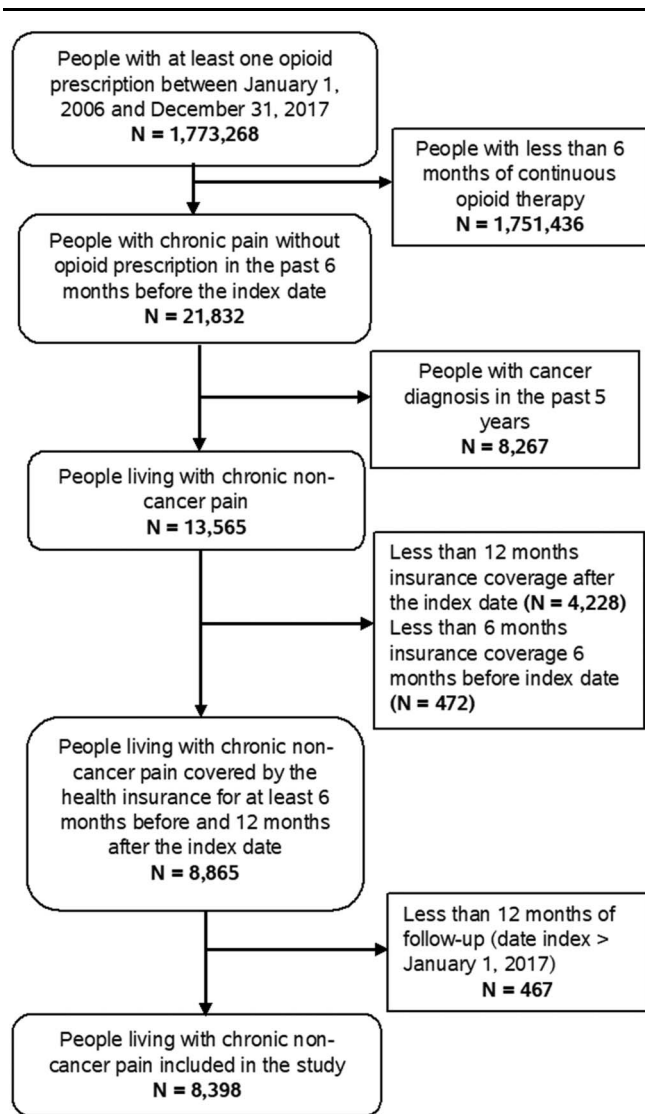 People with at least one opioid
prescription between January 1,
2006 and December 31, 2017
N = 1,773,268
People with less than 6
months of continuous
opioid therapy
N = 1,751,436
People with chronic pain without
opioid prescription in the past 6
months before the index date
N = 21,832
People with cancer
diagnosis in the past 5
years
N = 8,267
People living with chronic non-
cancer pain
N = 13,565
Less than 12 months
insurance coverage after
the index date (N = 4,228)
Less than 6 months
insurance coverage 6
months before index date
(N = 472)
People living with chronic non-
cancer pain covered by the
health insurance for at least 6
months before and 12 months
after the index date
N = 8,865
Less than 12 months of
follow-up (date index >
January 1, 2017)
N = 467
People living with chronic non-
cancer pain included in the study
N = 8,398